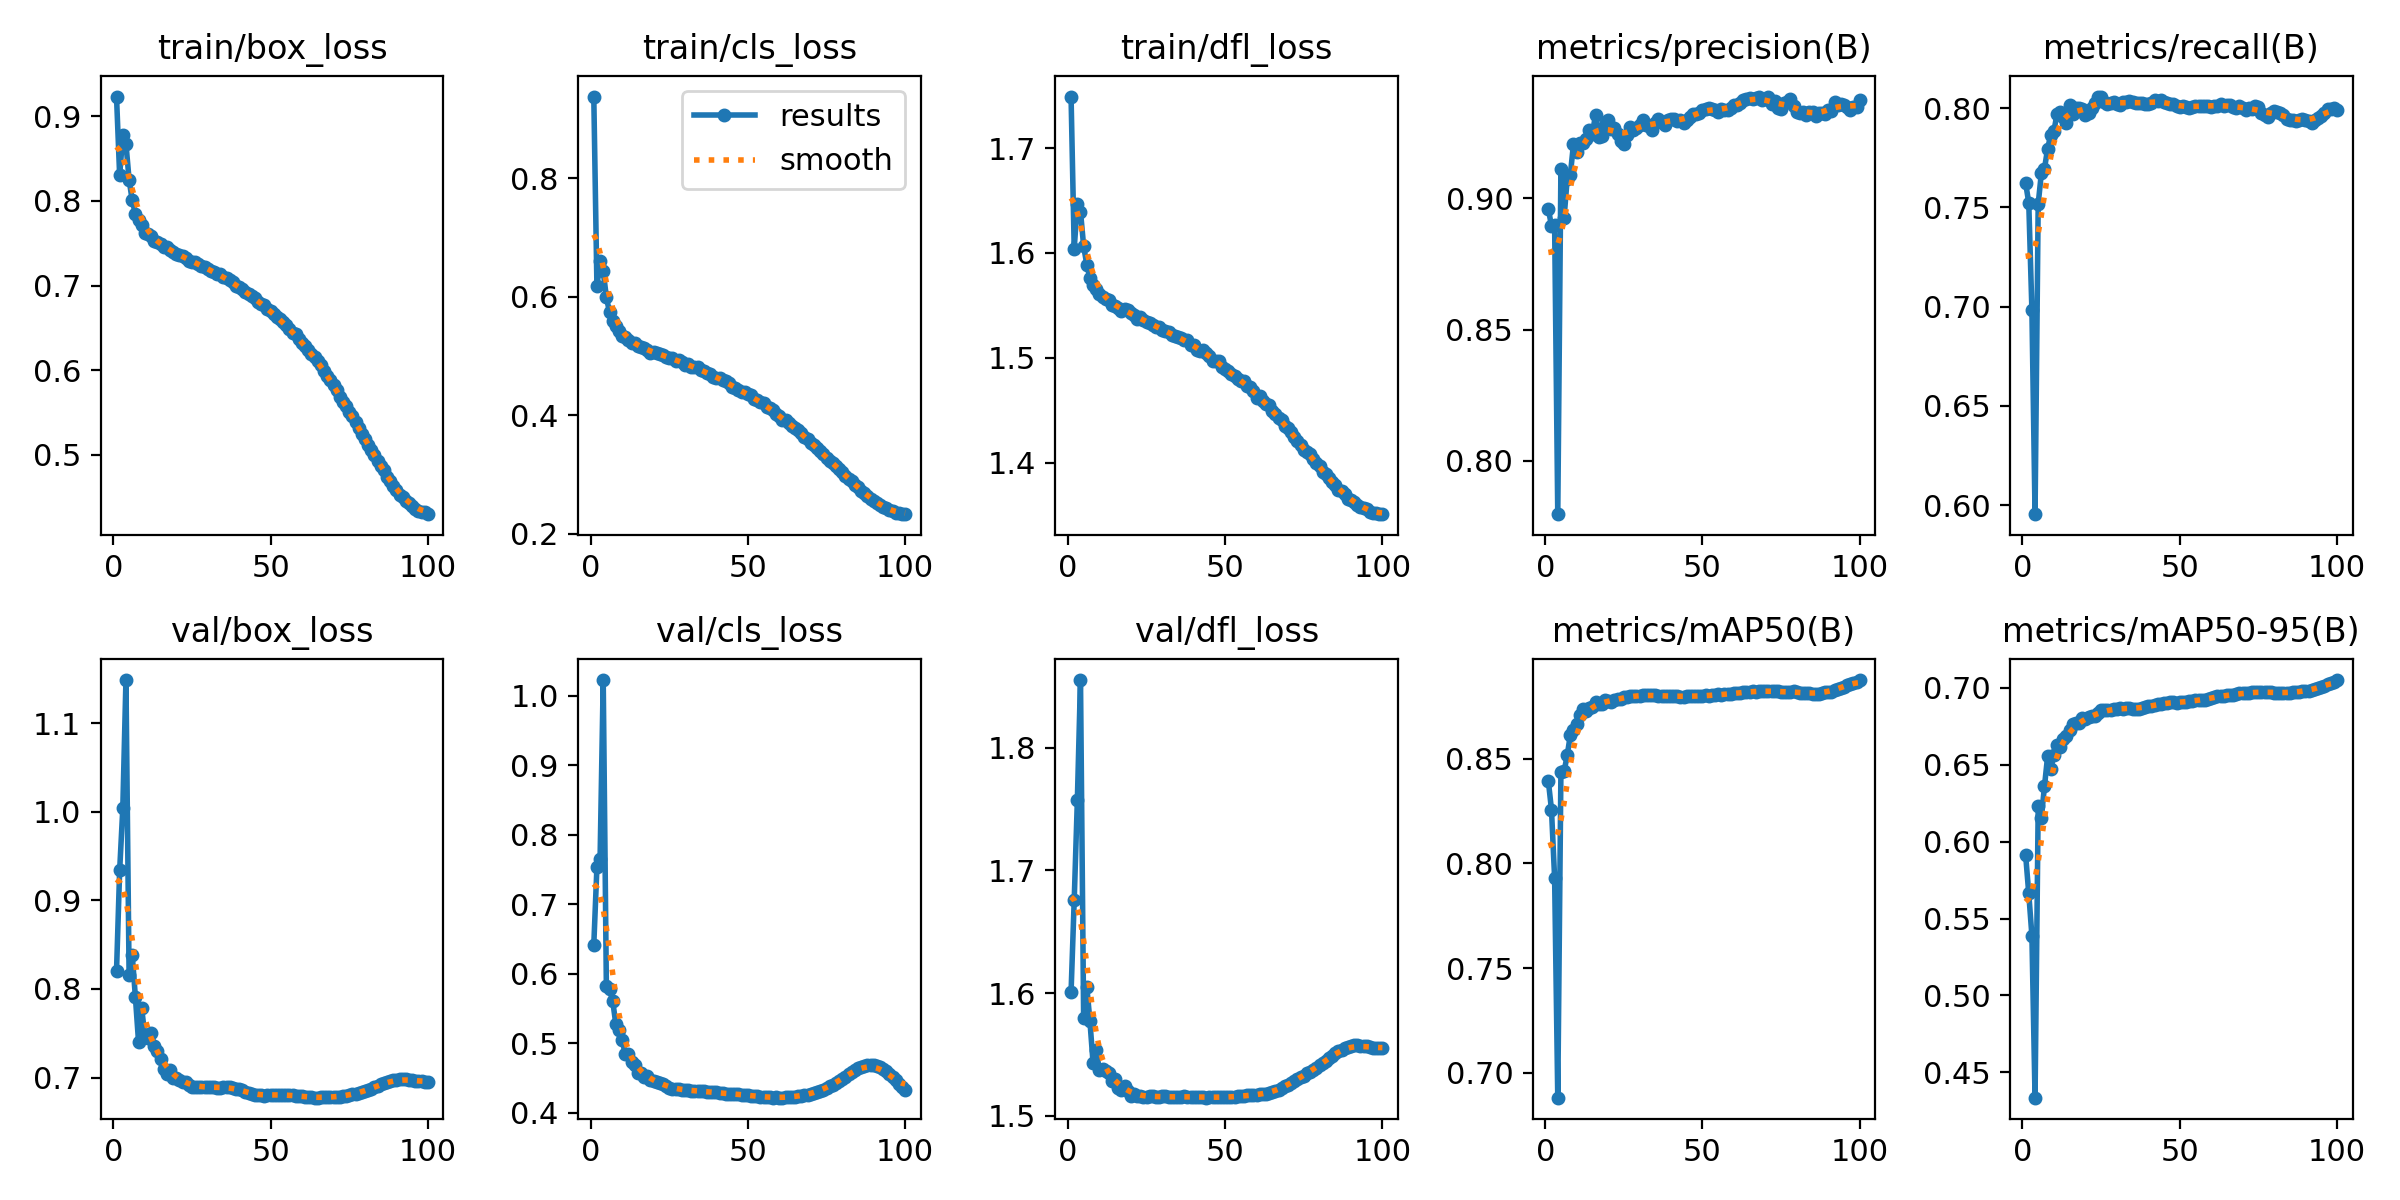 train/box_loss
0.9
0.8
0.7
0.6
0.5
0 50 100
train/cls_loss
results
smooth
0.8
0.6
0.4
0.2
0 50 100
train/dfl_loss
1.7
1.6
1.5
1.4
0 50 100
metrics/precision(B)
0.90
0.85
0.80
0 50 100
metrics/recall(B)
0.80
0.75
0.70
0.65
0.60
0 50 100
val/box_loss
1.1
1.0
0.9
0.8
0.7
0 50 100
val/cls_loss
1.0
0.9
0.8
0.7
0.6
0.5
0.4
0 50 100
val/dfl_loss
1.8
1.7
1.6
1.5
0 50 100
metrics/mAP50(B)
0.85
0.80
0.75
0.70
0 50 100
metrics/mAP50-95(B)
0.70
0.65
0.60
0.55
0.50
0.45
0 50 100